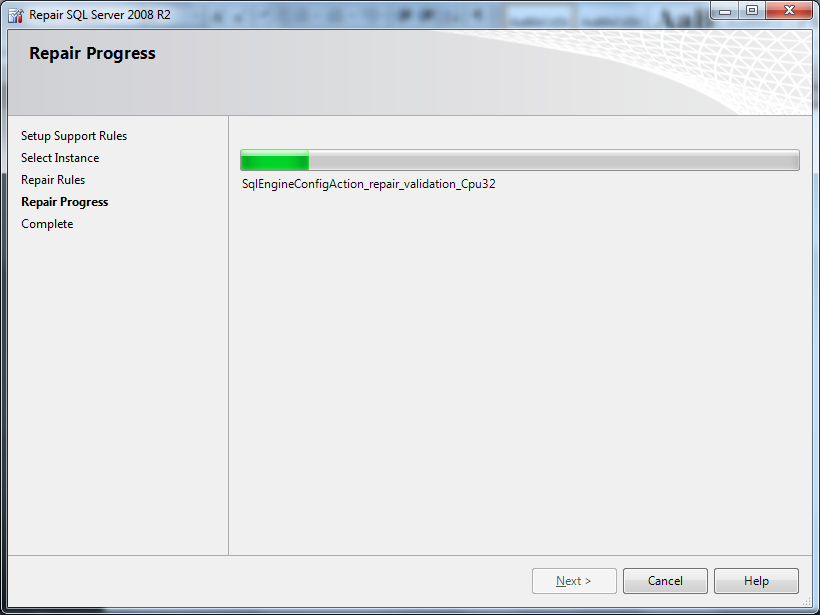 Repair SQL Server 2008 R2
Repair Progress
Setup Support Rules
Select Instance
Repair Rules
Repair Progress
Complete
SqlEngineConfigAction_repair_validation_Cpu32
Next >
Cancel
Help